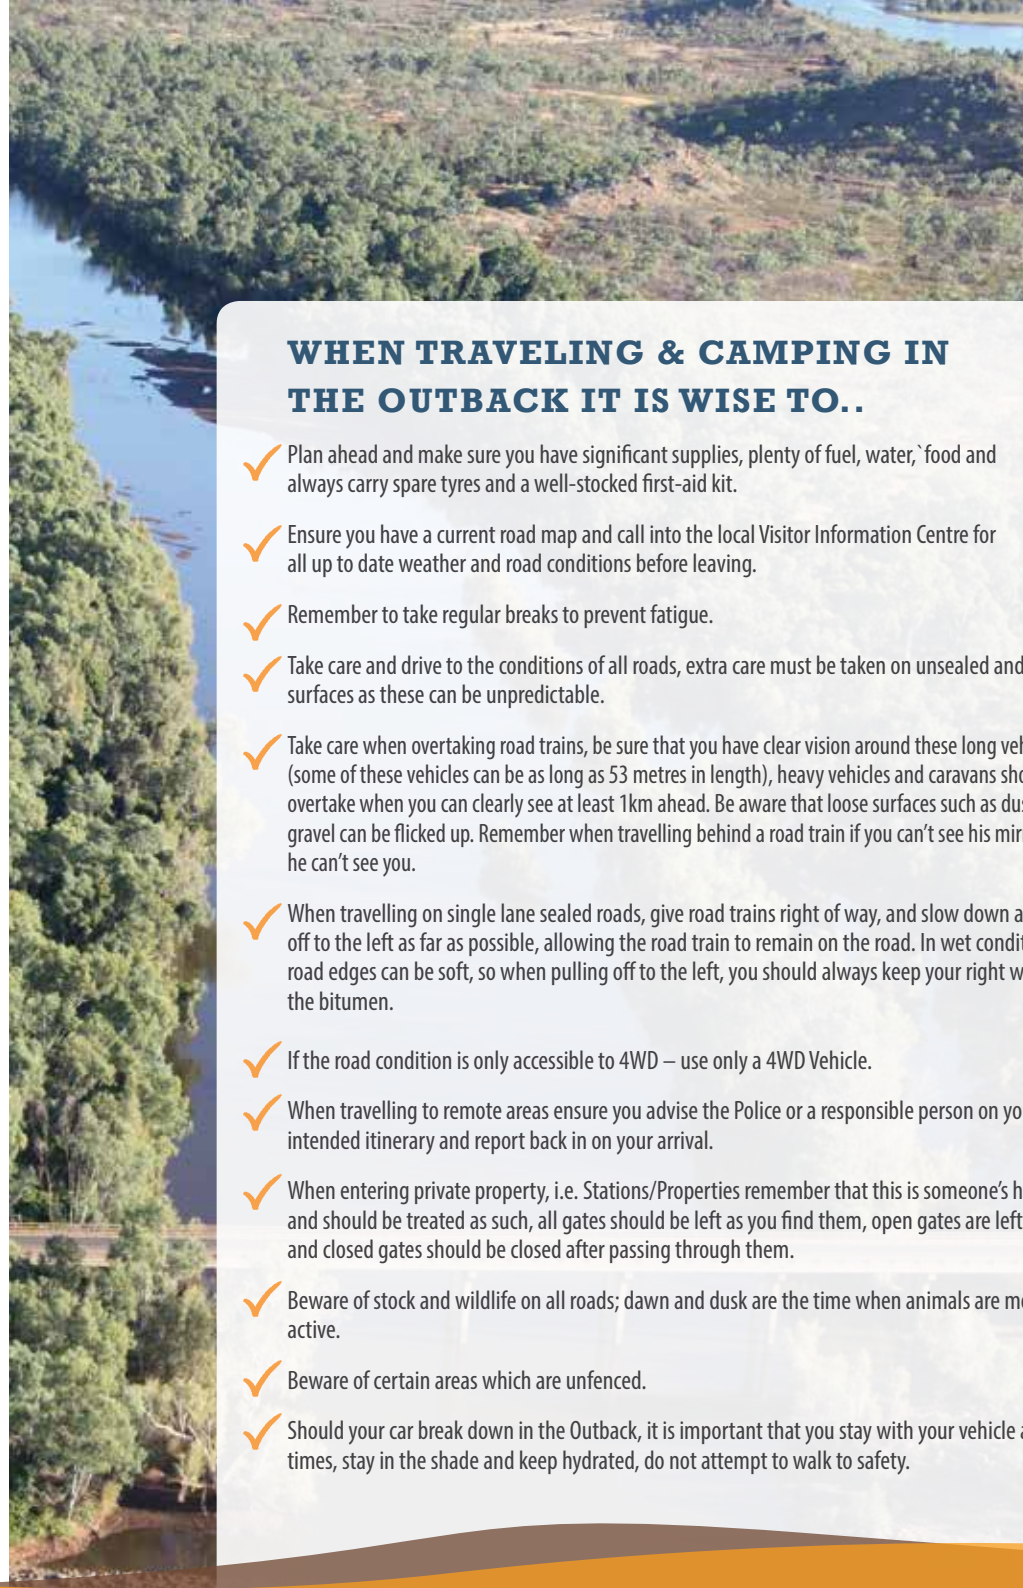 WHEN TRAVELING & CAMPING IN
THE OUTBACK IT IS WISE TO..
Plan ahead and make sure you have significant supplies, plenty of fuel, water,`food and
always carry spare tyres and a well-stocked first-aid kit.
Ensure you have a current road map and call into the local Visitor Information Centre for
all up to date weather and road conditions before leaving.
Remember to take regular breaks to prevent fatigue.
Take care and drive to the conditions of all roads, extra care must be taken on unsealed and
surfaces as these can be unpredictable.
Take care when overtaking road trains, be sure that you have clear vision around these long
(some of these vehicles can be as long as 53 metres in length), heavy vehicles and caravans
overtake when you can clearly see at least 1km ahead. Be aware that loose surfaces such as
gravel can be flicked up. Remember when travelling behind a road train if you can't see his
he can't see you.
When travelling on single lane sealed roads, give road trains right of way, and slow down
off to the left as far as possible, allowing the road train to remain on the road. In wet
road edges can be soft, so when pulling off to the left, you should always keep your right
the bitumen.
If the road condition is only accessible to 4WD – use only a 4WD Vehicle.
When travelling to remote areas ensure you advise the Police or a responsible person on
intended itinerary and report back in on your arrival.
When entering private property, i.e. Stations/Properties remember that this is someone's
and should be treated as such, all gates should be left as you find them, open gates are left
and closed gates should be closed after passing through them.
Beware of stock and wildlife on all roads; dawn and dusk are the time when animals are
active.
Beware of certain areas which are unfenced.
Should your car break down in the Outback, it is important that you stay with your vehicle
times, stay in the shade and keep hydrated, do not attempt to walk to safety.